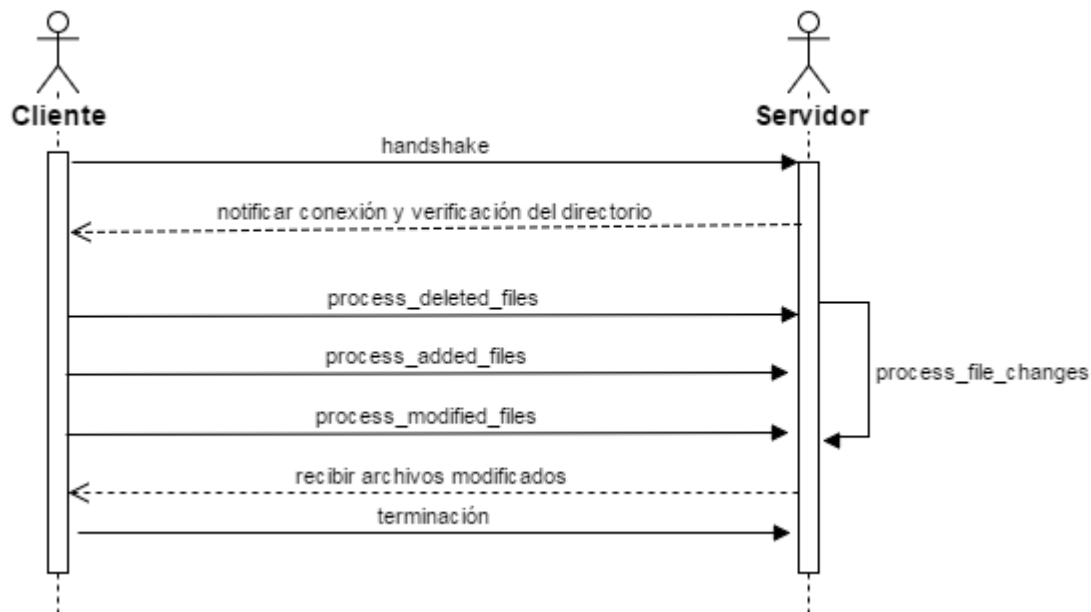 Cliente
Servidor
handshake
notificar conexión y verificación del directorio
process_deleted_files
process_added_files
process_file_changes
process_modified_files
recibir archivos modificados
terminación